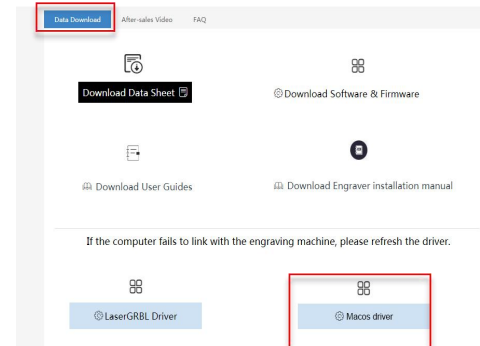 Data Download After-sales Video FAQ
Download Data Sheet
Download Software & Firmware
Download User Guides
Download Engraver installation manual
If the computer fails to link with the engraving machine, please refresh the driver.
LaserGRBL Driver
Macos driver